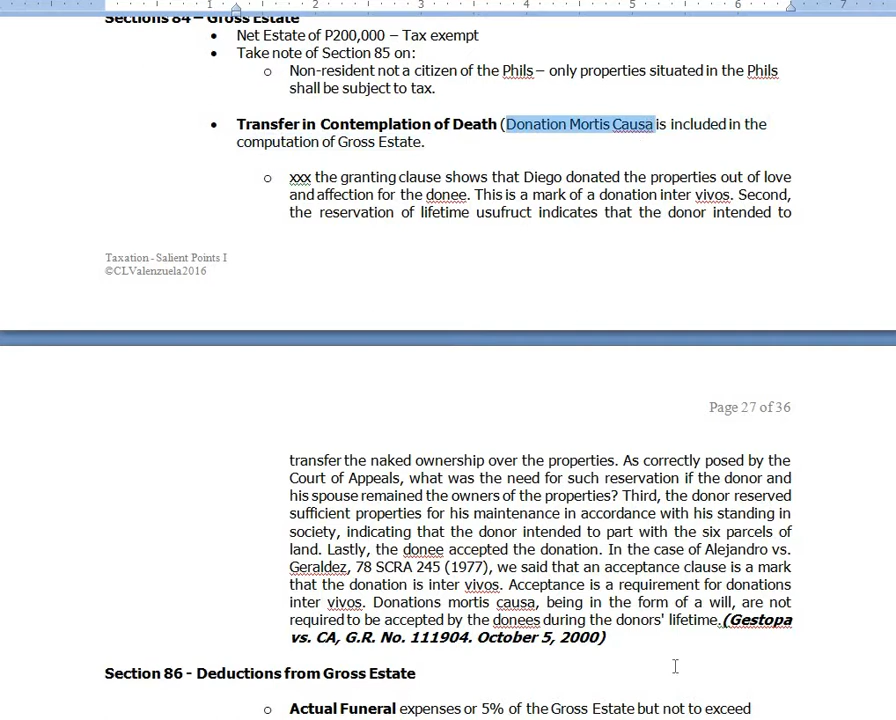 1 2 3 4 5 6 7
Sections 84 – Gross Estate
• Net Estate of P200,000 – Tax exempt
• Take note of Section 85 on:
o Non-resident not a citizen of the Phils – only properties situated in the Phils
shall be subject to tax.
• Transfer in Contemplation of Death (Donation Mortis Causa is included in the
computation of Gross Estate.
o xxx the granting clause shows that Diego donated the properties out of love
and affection for the donee. This is a mark of a donation inter vivos. Second,
the reservation of lifetime usufruct indicates that the donor intended to
Taxation - Salient Points I
©CLValenzuela2016
Page 27 of 36
transfer the naked ownership over the properties. As correctly posed by the
Court of Appeals, what was the need for such reservation if the donor and
his spouse remained the owners of the properties? Third, the donor reserved
sufficient properties for his maintenance in accordance with his standing in
society, indicating that the donor intended to part with the six parcels of
land. Lastly, the donee accepted the donation. In the case of Alejandro vs.
Geraldez, 78 SCRA 245 (1977), we said that an acceptance clause is a mark
that the donation is inter vivos. Acceptance is a requirement for donations
inter vivos. Donations mortis causa, being in the form of a will, are not
required to be accepted by the donees during the donors' lifetime.(Gestopa
vs. CA, G.R. No. 111904. October 5, 2000)
Section 86 - Deductions from Gross Estate
o Actual Funeral expenses or 5% of the Gross Estate but not to exceed